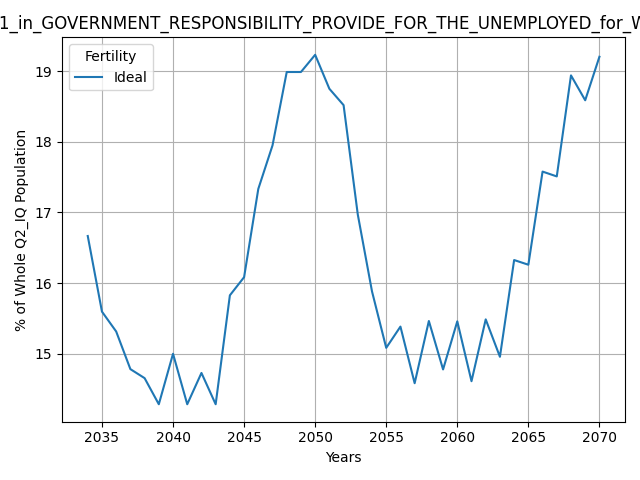 1_in_GOVERNMENT_RESPONSIBILITY_PROVIDE_FOR_THE_UNEMPLOYED_for_W
Fertility
Ideal
% of Whole Q2_IQ Population
19
18
17
16
15
2035 2040 2045 2050 2055 2060 2065 2070
Years